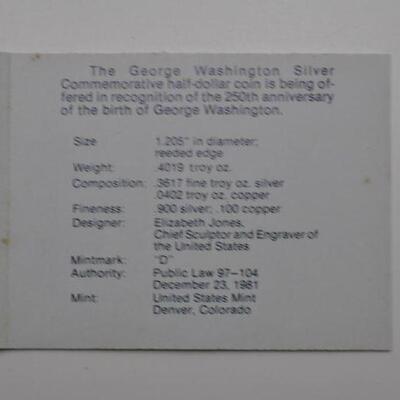 The George Washington Silver
Commemorative half-dollar coin is being of-
fered in recognition of the 250th anniversary
of the birth of George Washington.
Size 1.205" in diameter;
reeded edge
Weight: .4019 troy oz.
Composition: .3617 fine troy oz. silver
.0402 troy oz. copper
Fineness: .900 silver; .100 copper
Designer: Elizabeth Jones,
Chief Sculptor and Engraver of
the United States
Mintmark: "D"
Authority: Public Law 97-104
December 23, 1981
Mint: United States Mint
Denver, Colorado